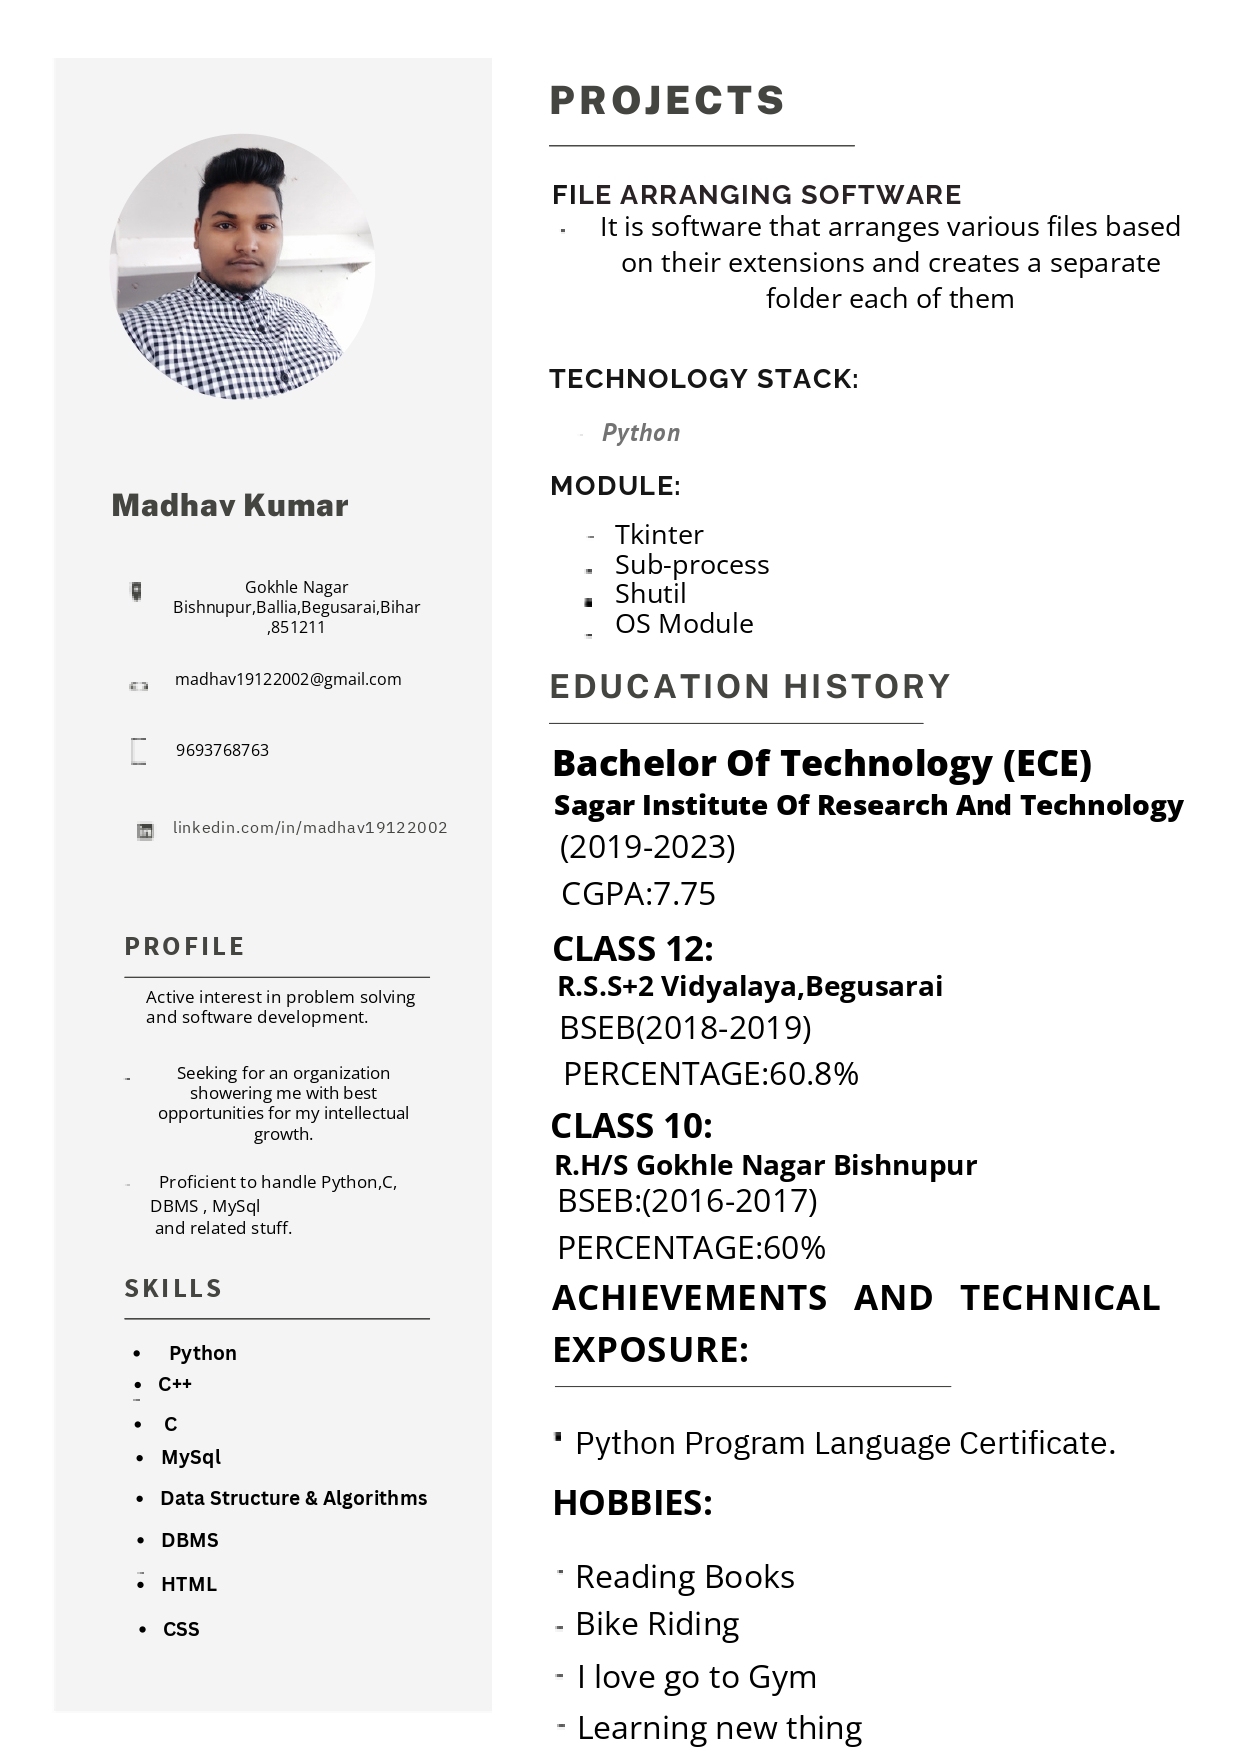 Madhav Kumar
Gokhle Nagar
Bishnupur,Ballia,Begusarai,Bihar
,851211
madhav19122002@gmail.com
9693768763
linkedin.com/in/madhav19122002
PROFILE
Active interest in problem solving
and software development.
Seeking for an organization
showering me with best
opportunities for my intellectual
growth.
Proficient to handle Python,C,
DBMS , MySql
and related stuff.
SKILLS
• Python
• C++
• C
• MySql
• Data Structure & Algorithms
• DBMS
• HTML
• CSS
PROJECTS
FILE ARRANGING SOFTWARE
It is software that arranges various files based
on their extensions and creates a separate
folder each of them
TECHNOLOGY STACK:
Python
MODULE:
Tkinter
Sub-process
Shutil
OS Module
EDUCATION HISTORY
Bachelor Of Technology (ECE)
Sagar Institute Of Research And Technology
(2019-2023)
CGPA:7.75
CLASS 12:
R.S.S+2 Vidyalaya,Begusarai
BSEB(2018-2019)
PERCENTAGE:60.8%
CLASS 10:
R.H/S Gokhle Nagar Bishnupur
BSEB:(2016-2017)
PERCENTAGE:60%
ACHIEVEMENTS AND TECHNICAL
EXPOSURE:
Python Program Language Certificate.
HOBBIES:
Reading Books
Bike Riding
I love go to Gym
Learning new thing